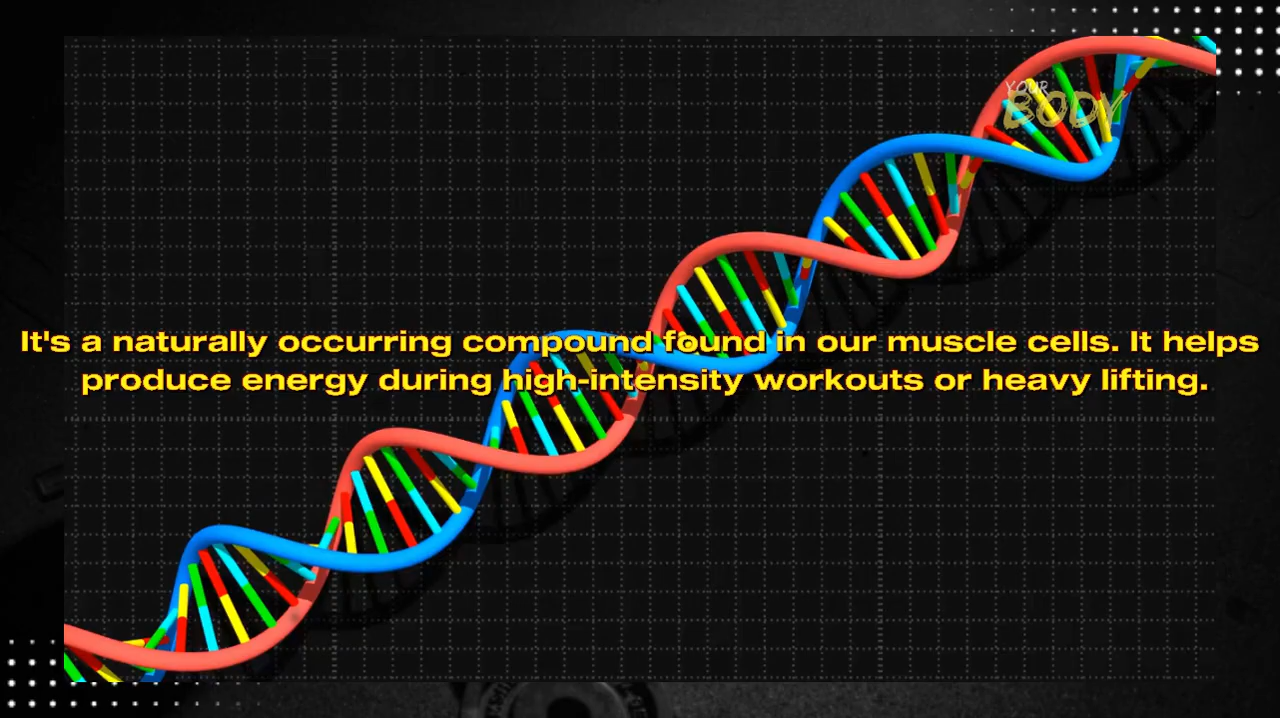 YOUR
BODY
It's a naturally occurring compound found in our muscle cells. It helps
produce energy during high-intensity workouts or heavy lifting.